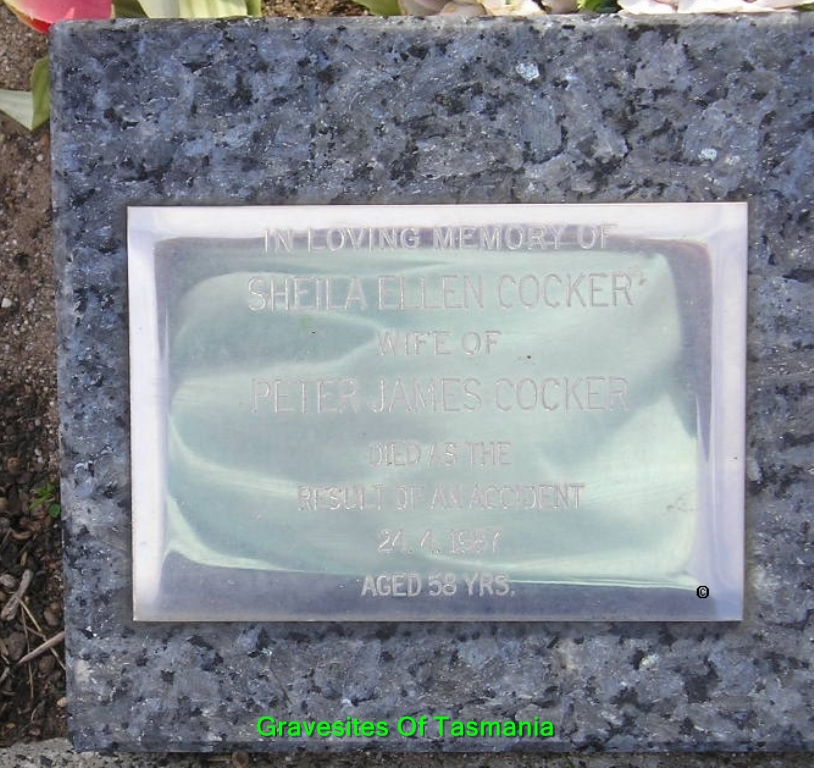 IN LOVING MEMORY OF
SHEILA ELLEN COCKER
WIFE OF
PETER JAMES COCKER
DIED AS THE
RESULT OF AN ACCIDENT
24. 4. 1987
AGED 58 YRS.
©
Gravesites Of Tasmania